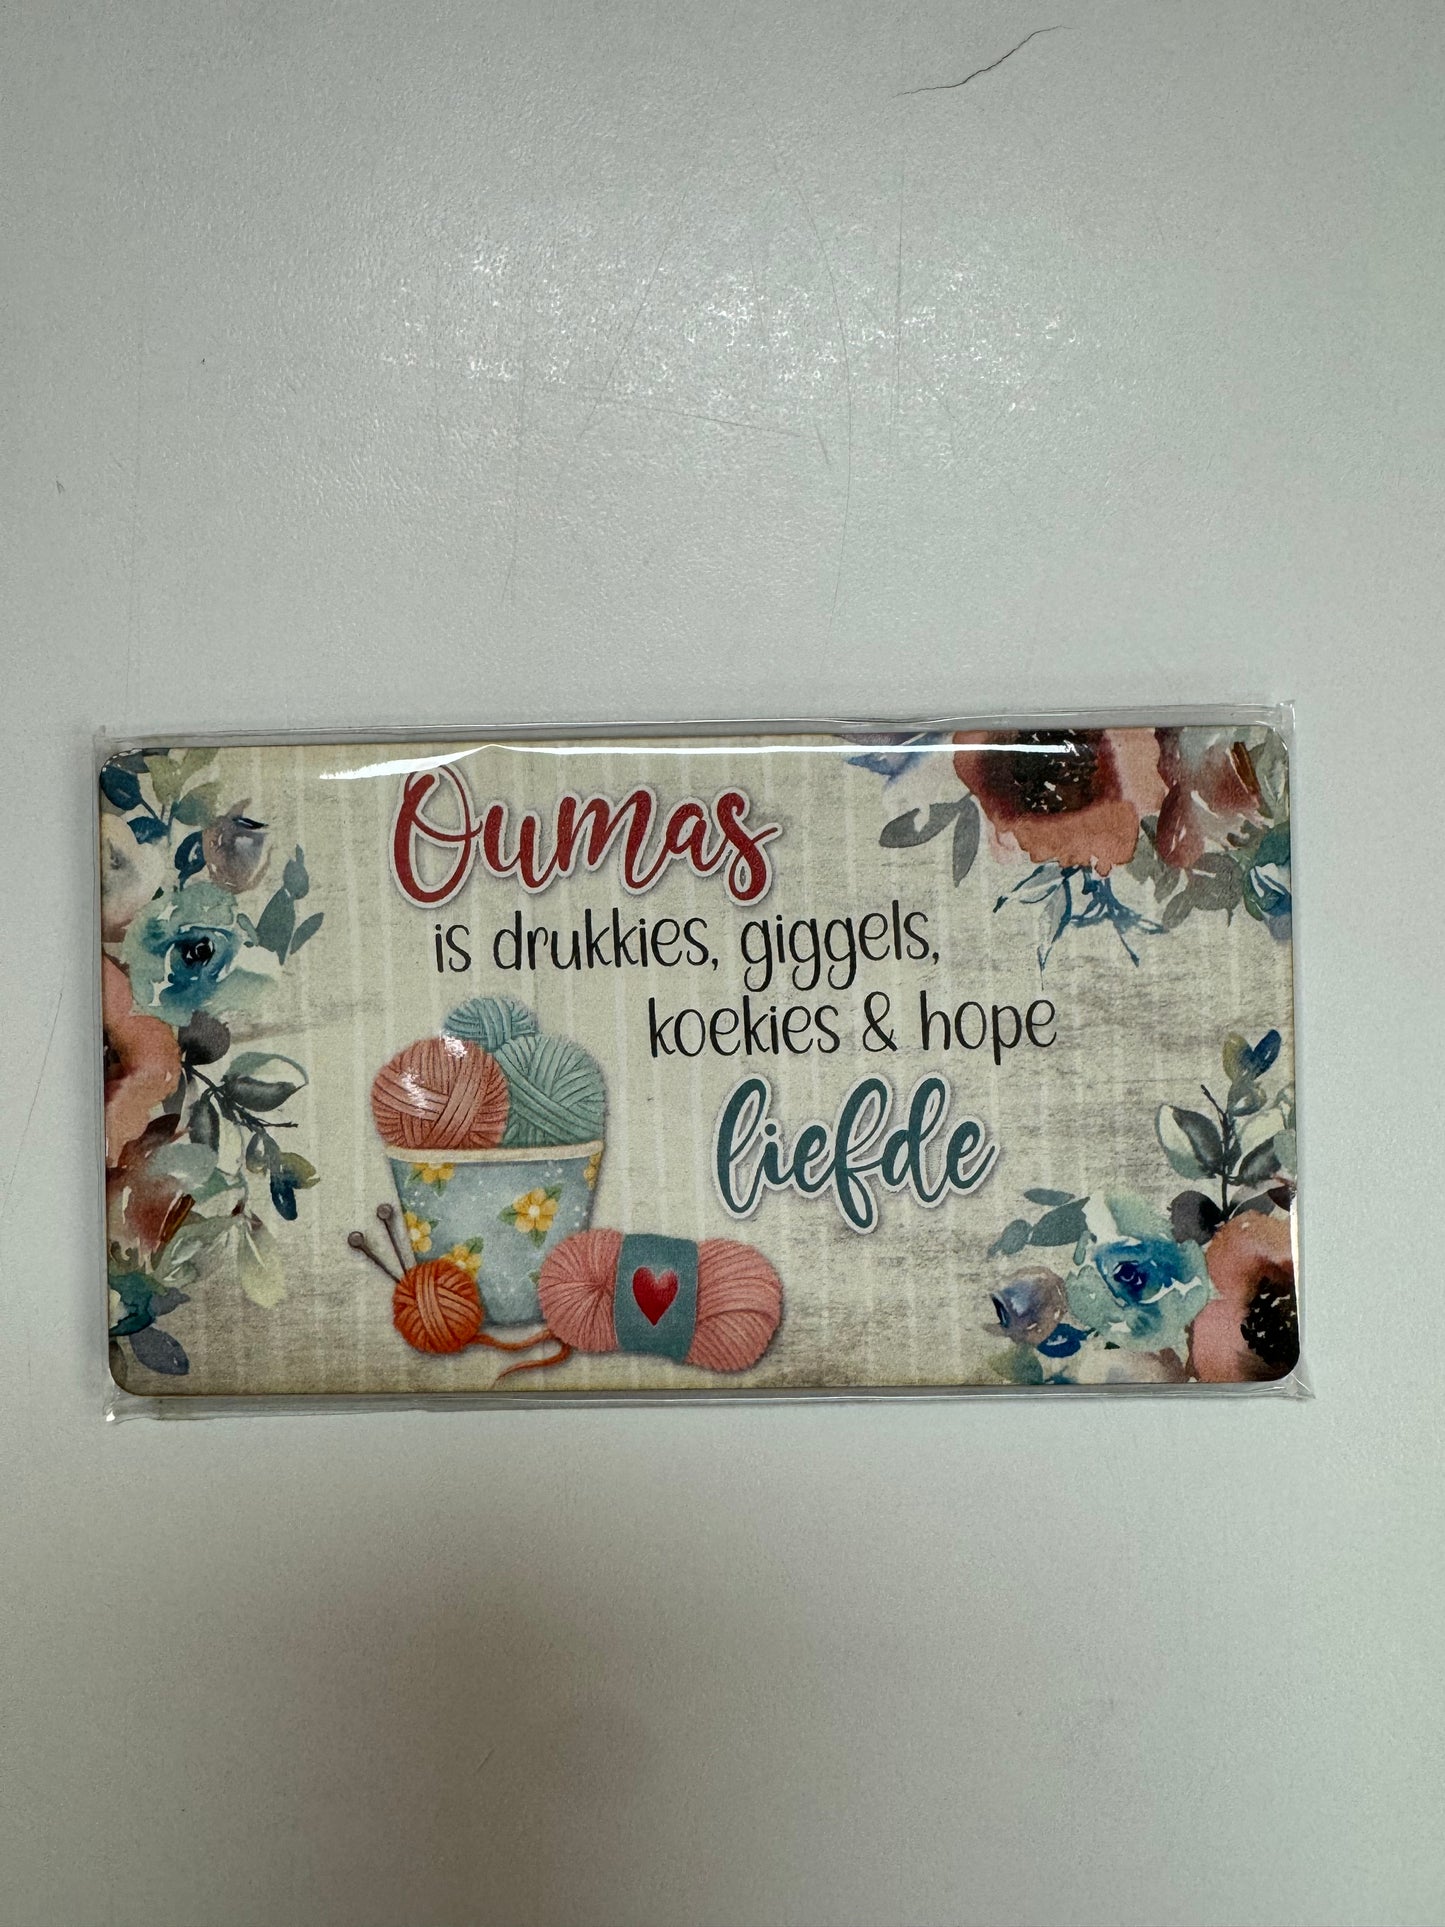 Oumas
is drukkies, giggels,
koekies & hope
liefde